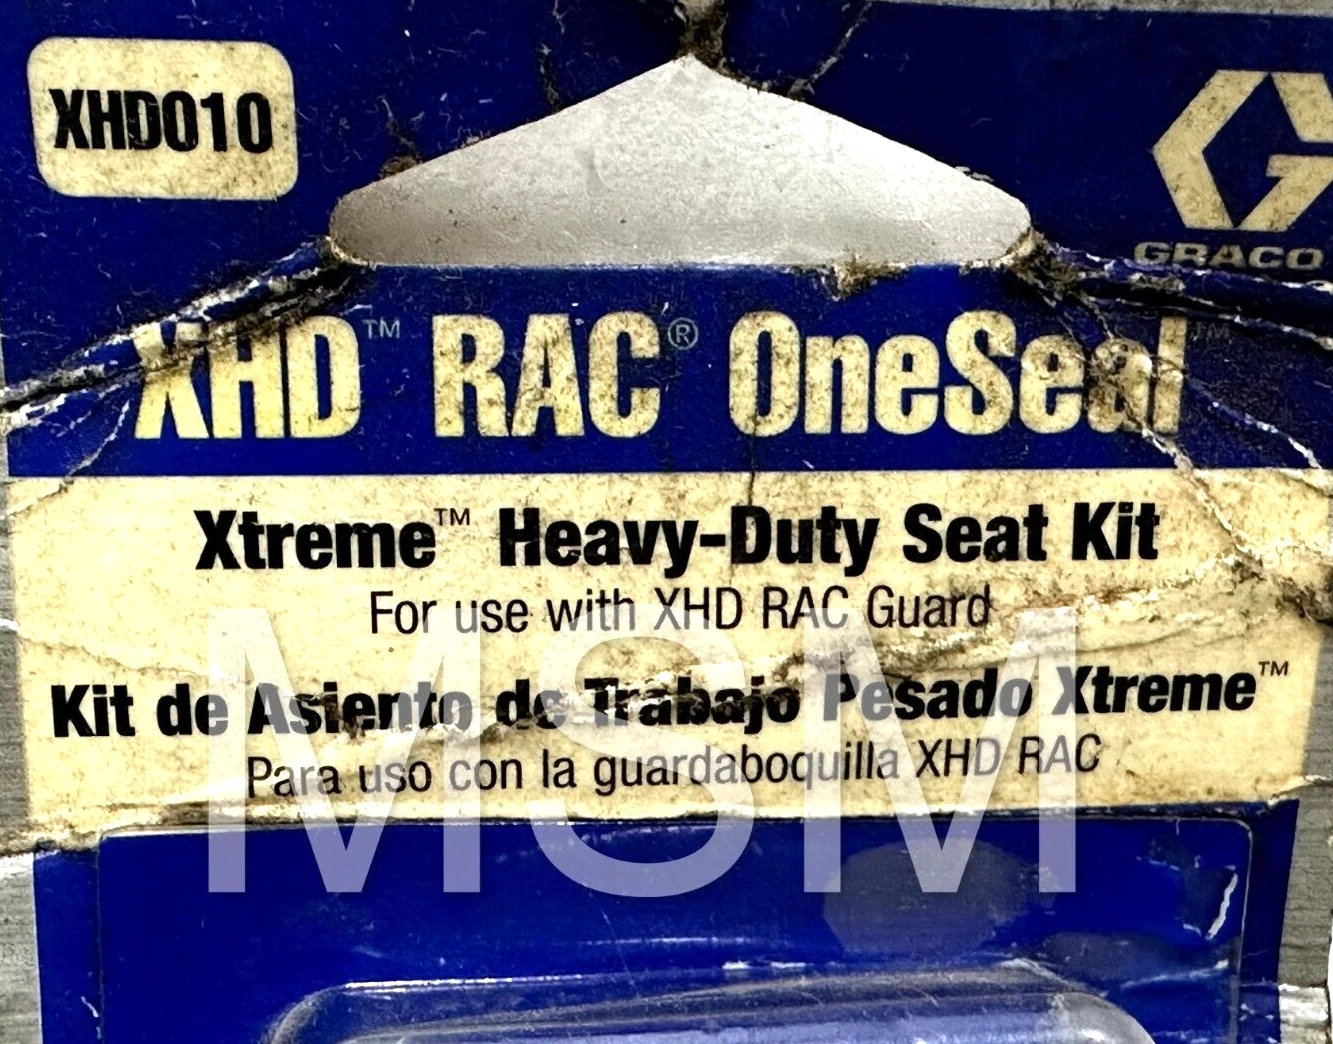 XHD010
GRACO
XHD™ RAC® OneSeal™
Xtreme™ Heavy-Duty Seat Kit
For use with XHD RAC Guard
Kit de Asiento de Trabajo Pesado Xtreme™
Para uso con la guardaboquilla XHD RAC
MSM